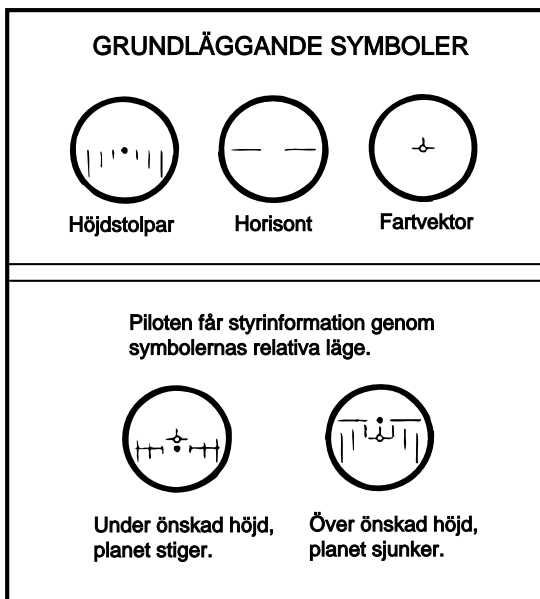 GRUNDLÄGGANDE SYMBOLER
Höjdstolpar
Horisont
Fartvektor
Piloten får styrinformation genom
symbolernas relativa läge.
Under önskad höjd,
planet stiger.
Över önskad höjd,
planet sjunker.